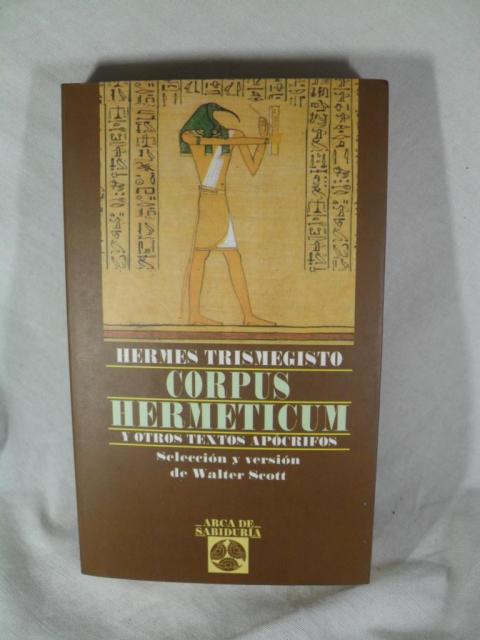 HERMES TRISMEGISTO
CORPUS
HERMETICUM
Y OTROS TEXTOS APÓCRIFOS
Selección y versión
de Walter Scott
ARCA DE
SABIDURÍA